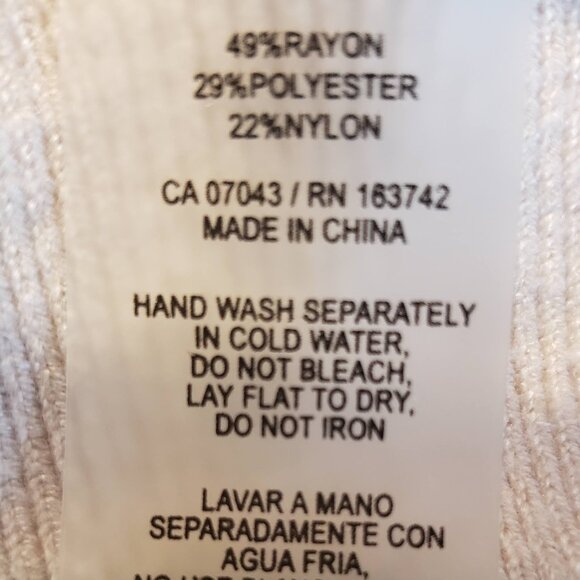 49%RAYON
29%POLYESTER
22%NYLON
CA 07043 / RN 163742
MADE IN CHINA
HAND WASH SEPARATELY
IN COLD WATER,
DO NOT BLEACH,
LAY FLAT TO DRY,
DO NOT IRON
LAVAR A MANO
SEPARADAMENTE CON
AGUA FRIA,